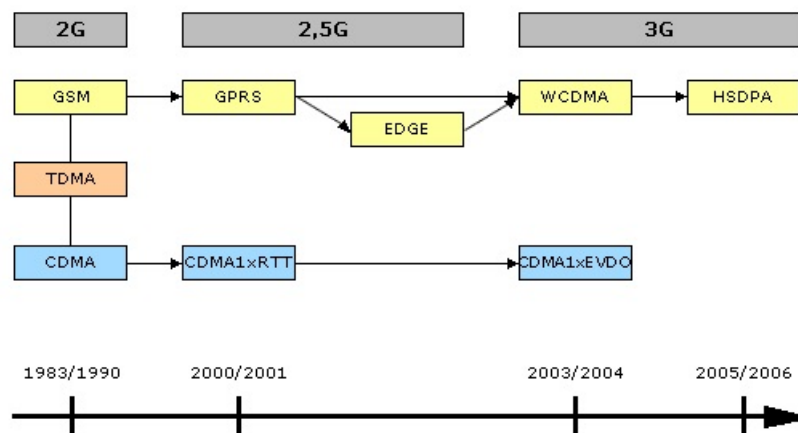 2G
2,5G
3G
GSM
GPRS
WCDMA
HSDPA
EDGE
TDMA
CDMA
CDMA1xRTT
CDMA1xEVDO
1983/1990
2000/2001
2003/2004
2005/2006